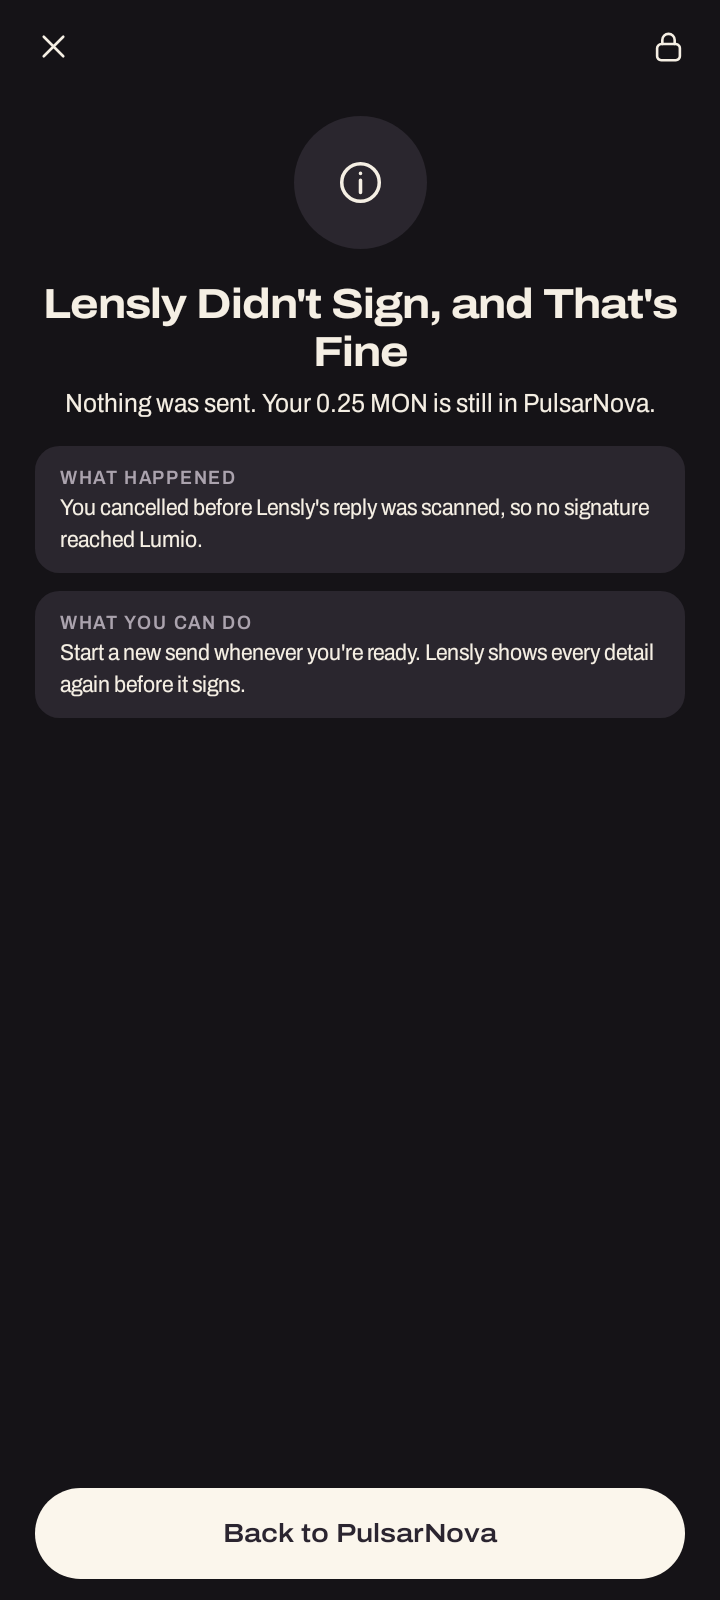 Lensly Didn't Sign, and That's
Fine
Nothing was sent. Your 0.25 MON is still in PulsarNova.
WHAT HAPPENED
You cancelled before Lensly's reply was scanned, so no signature
reached Lumio.
WHAT YOU CAN DO
Start a new send whenever you're ready. Lensly shows every detail
again before it signs.
Back to PulsarNova